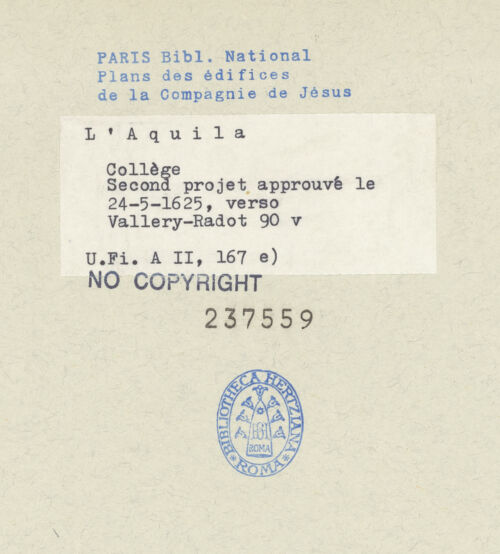 PARIS Bibl. National
Plans des édifices
de la Compagnie de Jésus
L'Aquila
Collège
Second projet approuvé le
24-5-1625, verso
Vallery-Radot 90 v
U.Fi. A II, 167 e)
NO COPYRIGHT
237559
BIBLIOTHECA HERTZIANA
ROMA
ROMA